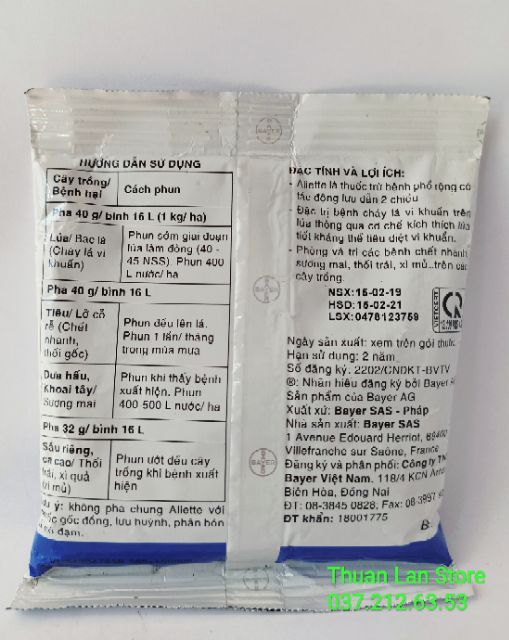 HƯỚNG DẪN SỬ DỤNG
Cây trồng/ Cách phun
Bệnh hại
Pha 40 g/ bình 16 L (1 kg/ ha)
Lúa/ Bạc lá
(Cháy lá vi
khuẩn)
Phun sớm giai đoạn
lúa làm đòng (40 -
45 NSS). Phun 400
L nước/ ha
Pha 40 g/ bình 16 L
Tiêu/ Lở cổ
rễ (Chết
nhanh,
thối gốc)
Phun đều lên lá.
Phun 1 lần/ tháng
trong mùa mưa
Dưa hấu,
Khoai tây/
Sương mai
Phun khi thấy bệnh
xuất hiện. Phun
400-500 L nước/ ha
Pha 32 g/ bình 16 L
Sầu riêng,
ca cao/ Thối
trái, xì quả
(xì mủ)
Phun ướt đều cây
trồng khi bệnh xuất
hiện
ý: không pha chung Aliette với
gốc đồng, lưu huỳnh, phân bón
đạm.
BAYER
BAYER
ĐẶC TÍNH VÀ LỢI ÍCH:
- Aliette là thuốc trừ bệnh phổ rộng có
tác động lưu dẫn 2 chiều
- Đặc trị bệnh cháy lá vi khuẩn trên
lúa thông qua cơ chế kích thích lúa
tiết kháng thể tiêu diệt vi khuẩn.
- Phòng và trị các bệnh chết nhanh,
sương mai, thối trái, xì mủ..trên các
cây trồng.
NSX:15-02-19
HSD:15-02-21
LSX:0478123759
VIETCERT
Ngày sản xuất: xem trên gói thuốc
Hạn sử dụng: 2 năm
Số đăng ký. 2202/CNĐKT-BVTV
®: Nhãn hiệu đăng ký bởi Bayer
Sản phẩm của Bayer AG
Xuất xứ: Bayer SAS - Pháp
Nhà sản xuất: Bayer SAS
1 Avenue Edouard Herriot, 69400
Villefranche sur Saône, France
Đăng ký và phân phối: Công ty
Bayer Việt Nam. 118/4 KCN
Biên Hòa, Đồng Nai
ĐT: 08-3845 0828, Fax: 08-3997
ĐT khẩn: 18001775
Thuan Lan Store
037.212.63.53